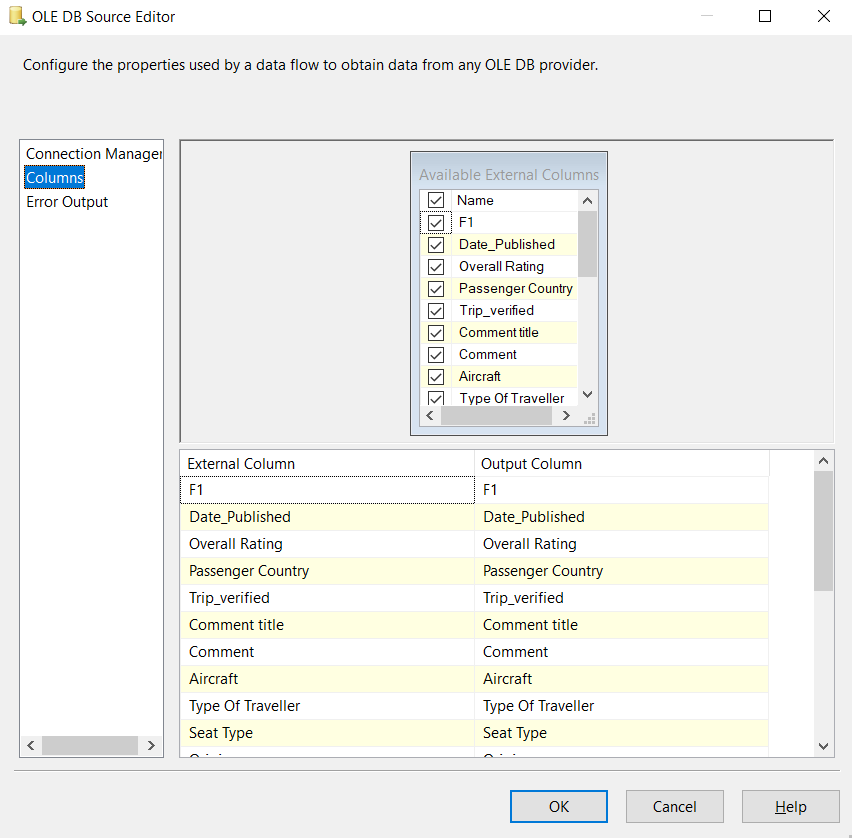 OLE DB Source Editor
Configure the properties used by a data flow to obtain data from any OLE DB provider.
Connection Manager
Columns
Error Output
Available External Columns
Name
F1
Date_Published
Overall Rating
Passenger Country
Trip_verified
Comment title
Comment
Aircraft
Type Of Traveller
External Column Output Column
F1 F1
Date_Published Date_Published
Overall Rating Overall Rating
Passenger Country Passenger Country
Trip_verified Trip_verified
Comment title Comment title
Comment Comment
Aircraft Aircraft
Type Of Traveller Type Of Traveller
Seat Type Seat Type
OK Cancel Help